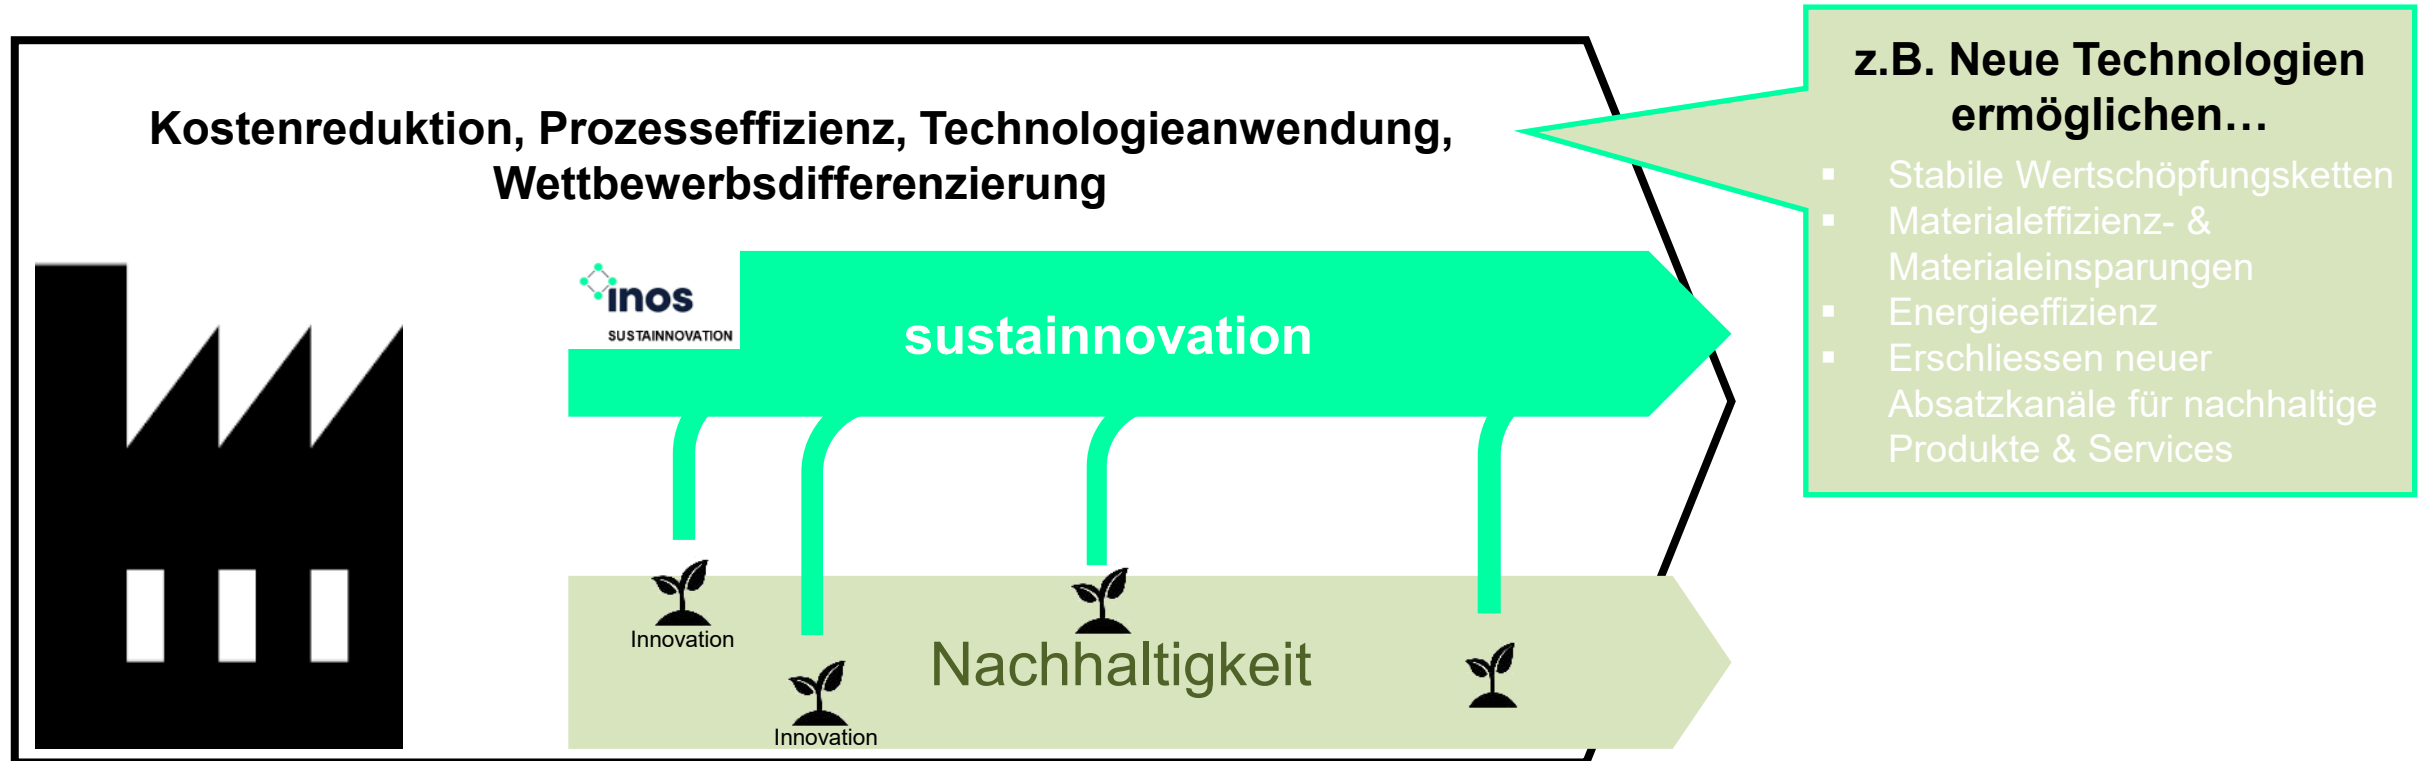 Kostenreduktion, Prozesseffizienz, Technologieanwendung,
Wettbewerbsdifferenzierung
z.B. Neue Technologien
ermöglichen…
▪ Stabile Wertschöpfungsketten
▪ Materialeffizienz- &
Materialeinsparungen
▪ Energieeffizienz
▪ Erschliessen neuer
Absatzkanäle für nachhaltige
Produkte & Services
inos
SUSTAINNOVATION
sustainnovation
Innovation
Nachhaltigkeit
Innovation